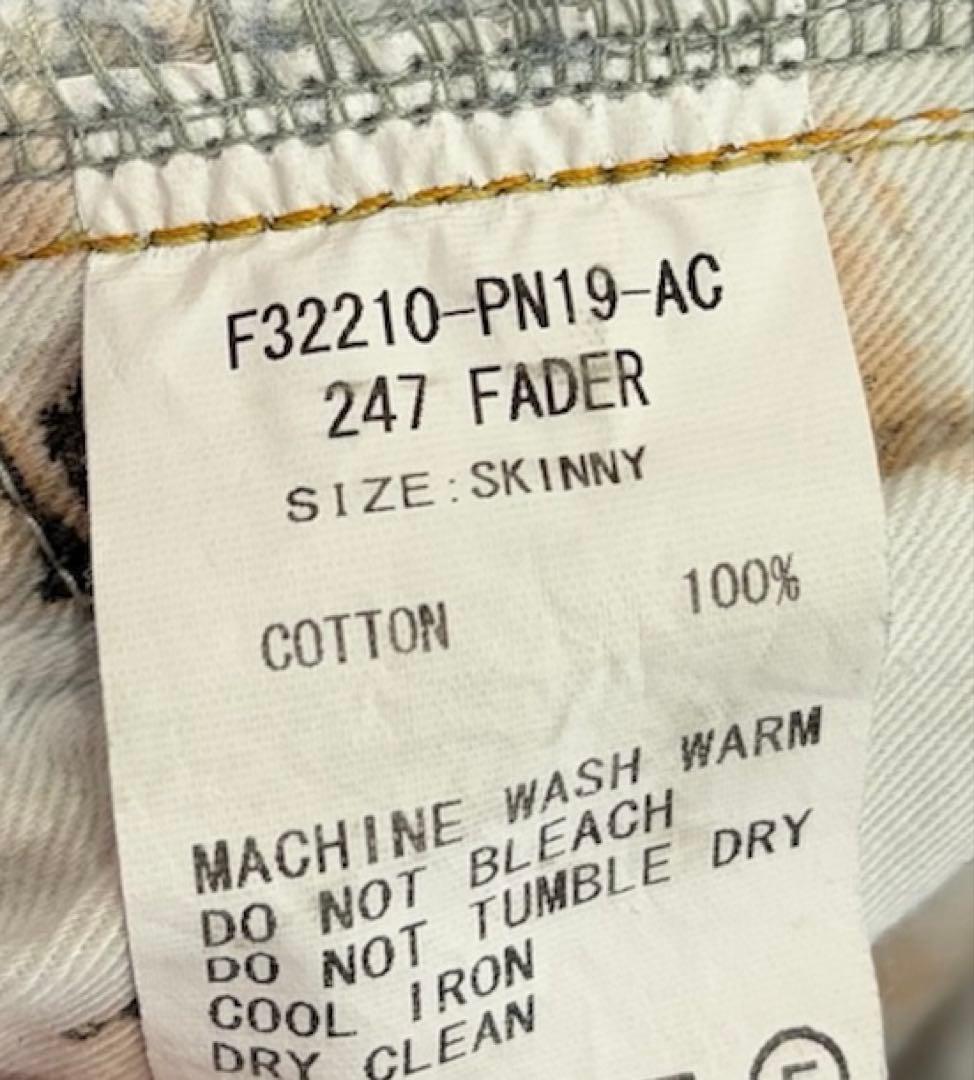 F32210-PN19-AC
247 FADER
SIZE:SKINNY
COTTON 100%
MACHINE WASH WARM
DO NOT BLEACH
DO NOT TUMBLE DRY
COOL IRON
DRY CLEAN